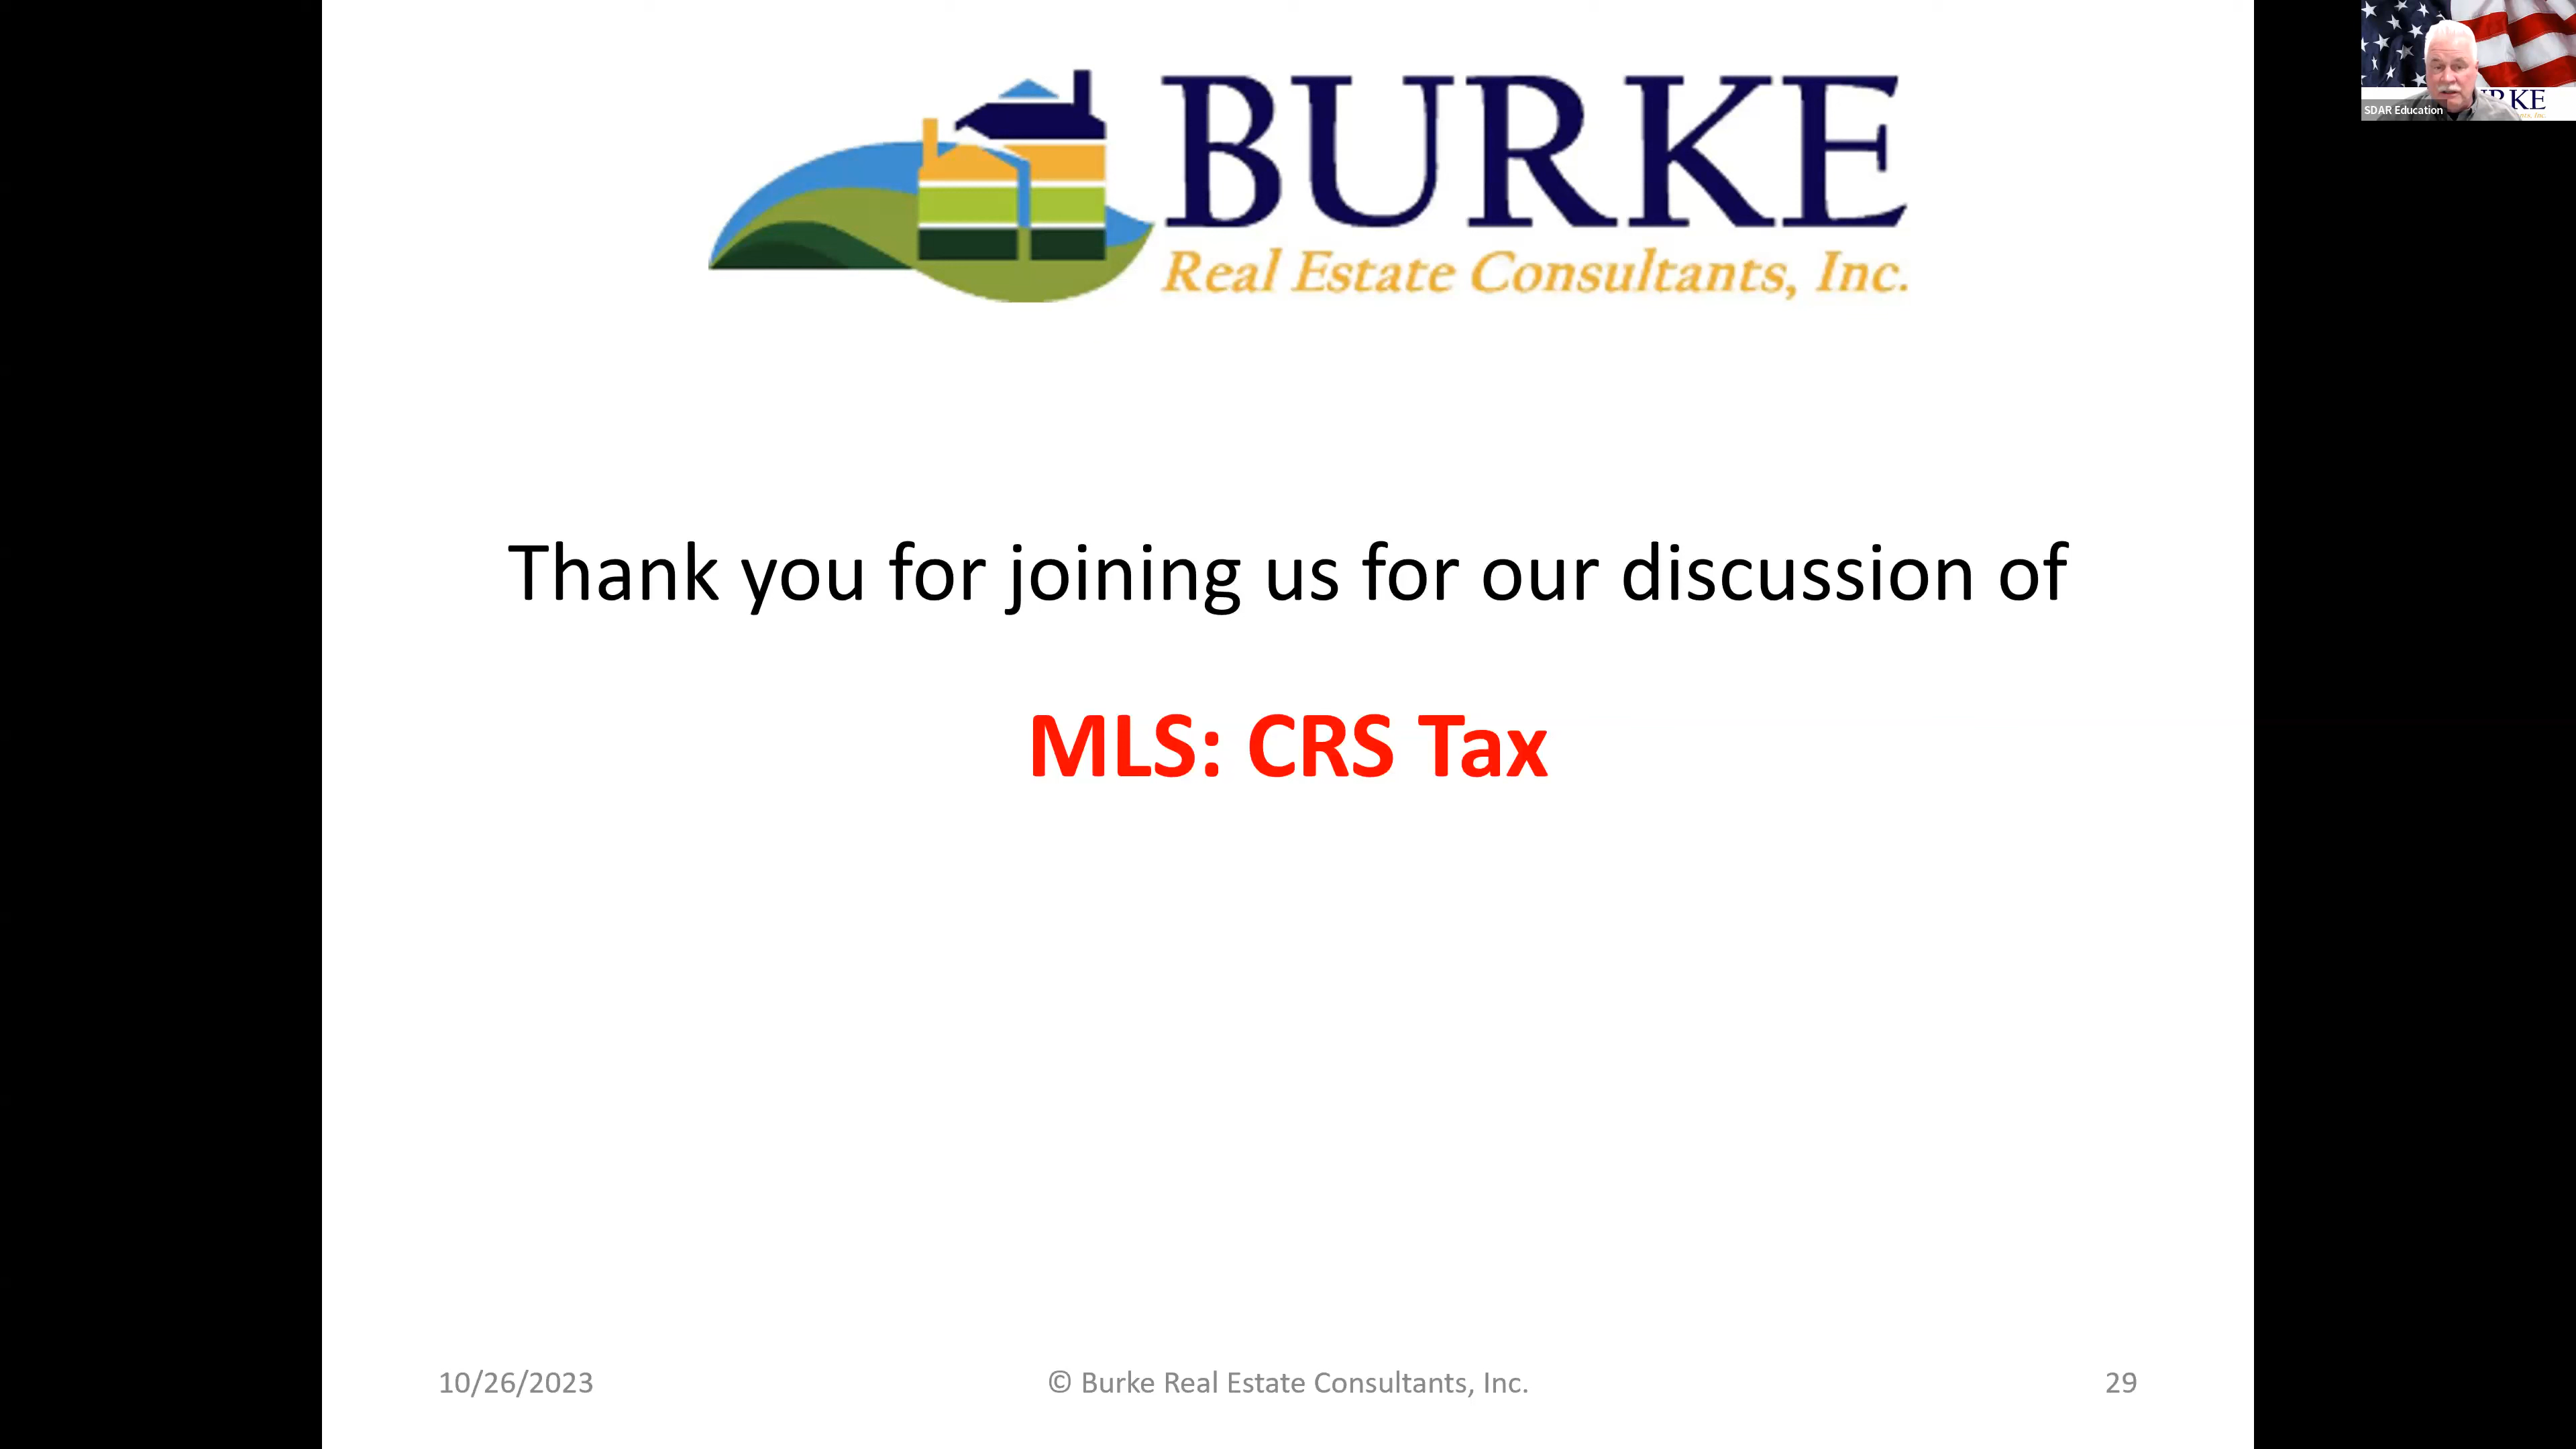 BURKE
Real Estate Consultants, Inc.
SDAR Education
Thank you for joining us for our discussion of
MLS: CRS Tax
10/26/2023
© Burke Real Estate Consultants, Inc.
29